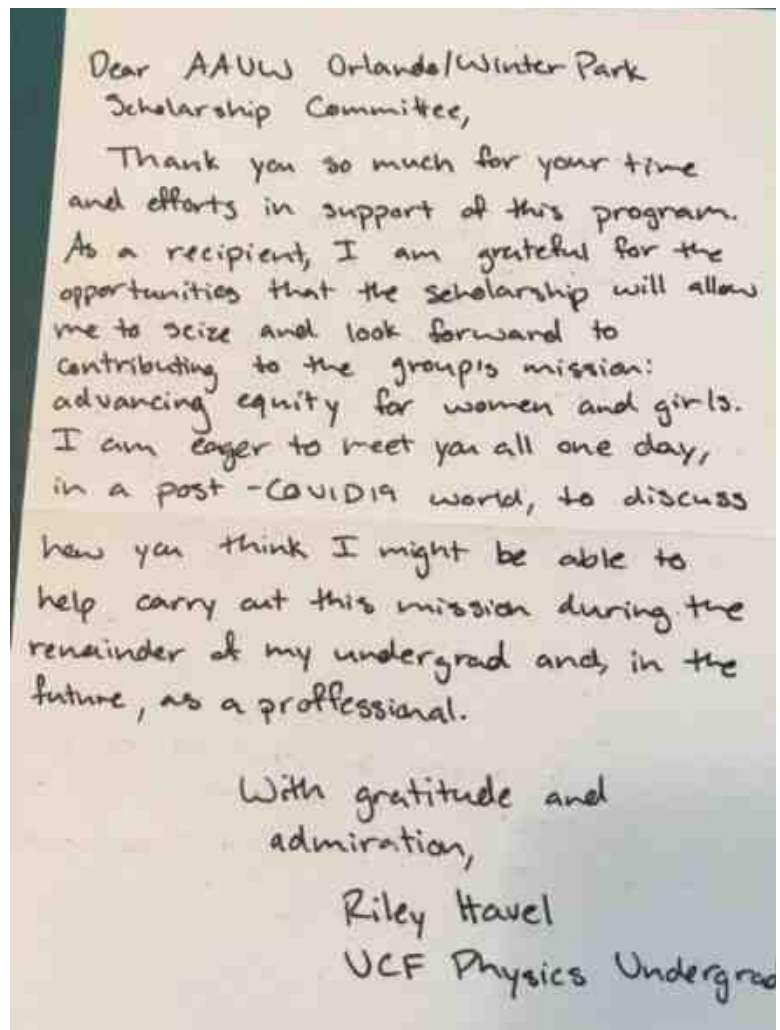 Dear AAUW Orlando/Winter Park
Scholarship Committee,
Thank you so much for your time
and efforts in support of this program.
As a recipient, I am grateful for the
opportunities that the scholarship will allow
me to seize and look forward to
contributing to the group's mission:
advancing equity for women and girls.
I am eager to meet you all one day,
in a post-COVID19 world, to discuss
how you think I might be able to
help carry out this mission during the
remainder of my undergrad and, in the
future, as a proffessional.
With gratitude and
admiration,
Riley Havel
UCF Physics Undergrad